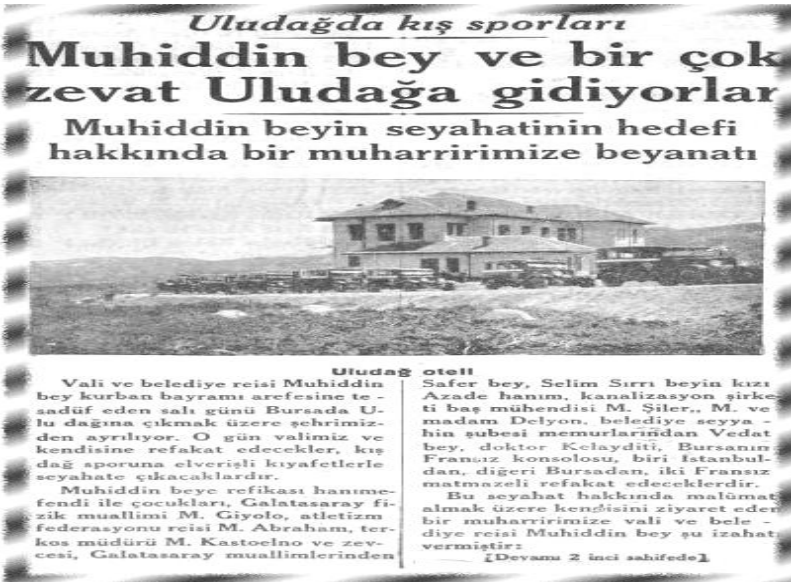 Uludağda kış sporları
Muhiddin bey ve bir çok
zevat Uludağa gidiyorlar
Muhiddin beyin seyahatinin hedefi
hakkında bir muharririmize beyanatı
Uludağ oteli
Vali ve belediye reisi Muhiddin
bey kurban bayramı arefesine te -
sadüf eden salı günü Bursada U-
lu dağına çıkmak üzere şehrimiz-
den ayrılıyor. O gün valimiz ve
kendisine refakat edecekler, kış
dağ sporuna elverişli kıyafetlerle
seyahate çıkacaklardır.
Muhiddin beye refikası hanıme-
fendi ile çocukları, Galatasaray fi-
zik muallimi M. Giyolo, atletizm
federasyonu reisi M. Abraham, ter-
kos müdürü M. Kastoelno ve zev-
cesi, Galatasaray muallimlerinden
Safer bey, Selim Sırrı beyin kızı
Azade hanım, kanalizasyon şirke-
ti baş mühendisi M. Şiler,, M. ve
madam Delyon, belediye seyya -
hin şubesi memurlarından Vedat
bey, doktor Kelayditi, Bursanın
Fransız konsolosu, biri İstanbul-
dan, diğeri Bursadan, iki Fransız
matmazeli refakat edeceklerdir.
Bu seyahat hakkında malûmat
almak üzere kendisini ziyaret eden
bir muharririmize vali ve bele -
diye reisi Muhiddin bey şu izahatı
vermiştir:
[Devamı 2 inci sahifede]